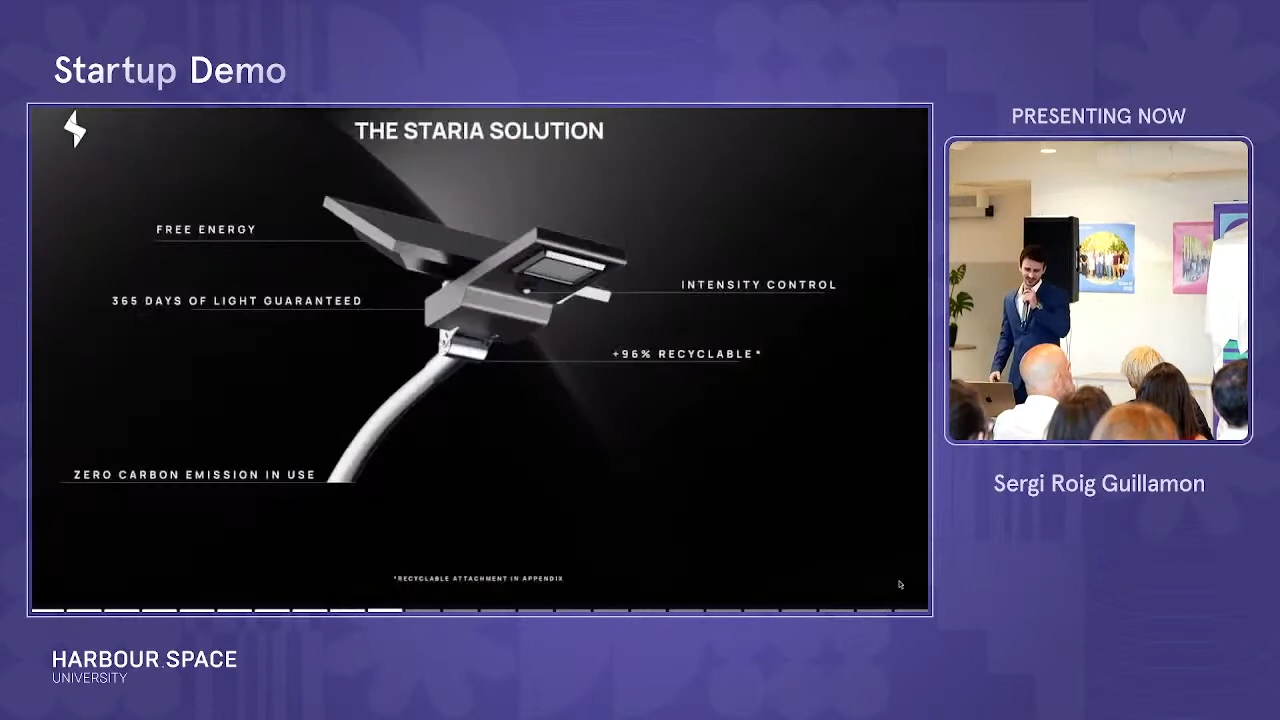 Startup Demo
THE STARIA SOLUTION
FREE ENERGY
365 DAYS OF LIGHT GUARANTEED
INTENSITY CONTROL
+96% RECYCLABLE*
ZERO CARBON EMISSION IN USE
*RECYCLABLE ATTACHMENT IN APPENDIX
PRESENTING NOW
Sergi Roig Guillamon
HARBOUR.SPACE
UNIVERSITY